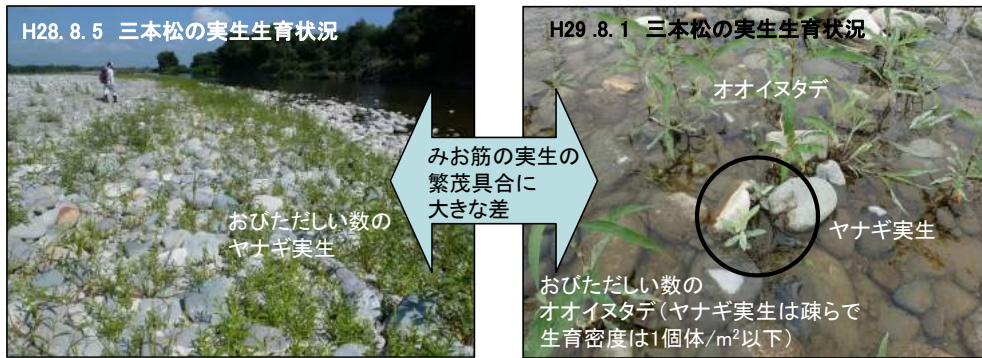 H28.8.5 三本松の実生生育状況
おびただしい数の
ヤナギ実生
みお筋の実生の
繁茂具合に
大きな差
H29.8.1 三本松の実生生育状況
オオイヌタデ
ヤナギ実生
おびただしい数の
オオイヌタデ(ヤナギ実生は疎らで
生育密度は1個体/m²以下)